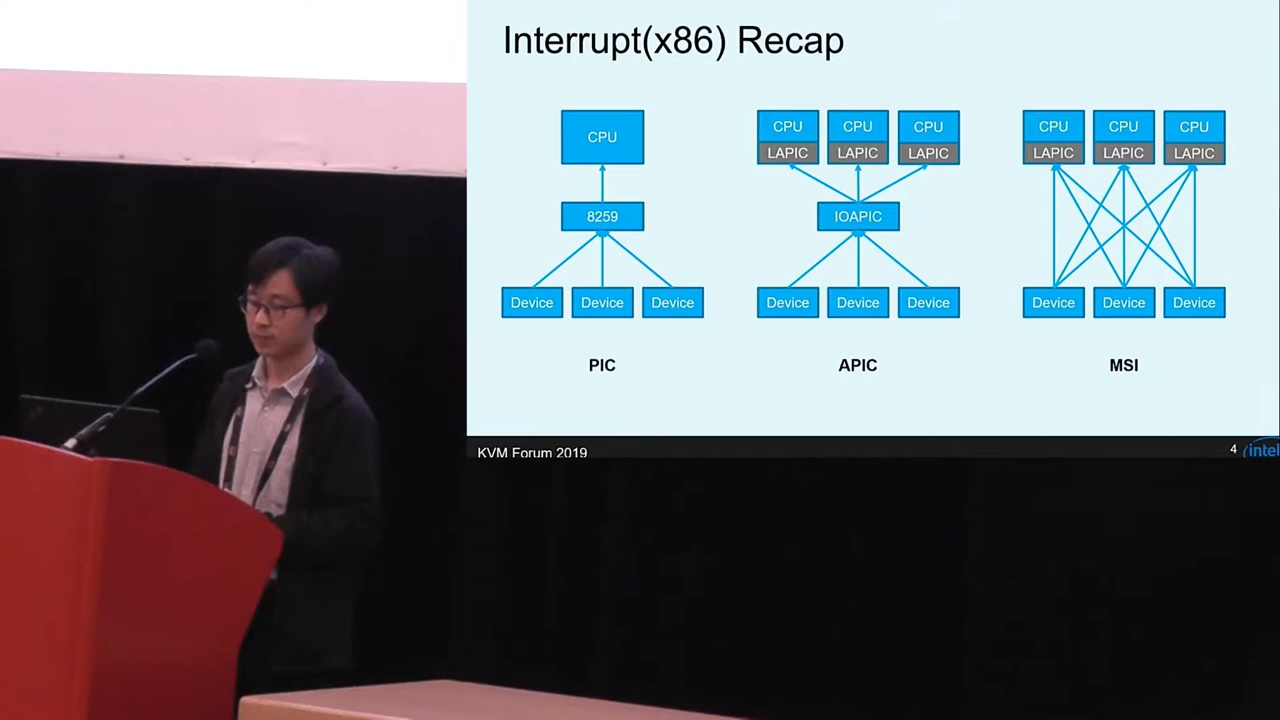 Interrupt(x86) Recap
CPU
8259
Device Device Device
PIC
CPU CPU CPU
LAPIC LAPIC LAPIC
IOAPIC
Device Device Device
APIC
CPU CPU CPU
LAPIC LAPIC LAPIC
Device Device Device
MSI
KVM Forum 2019
4
intel